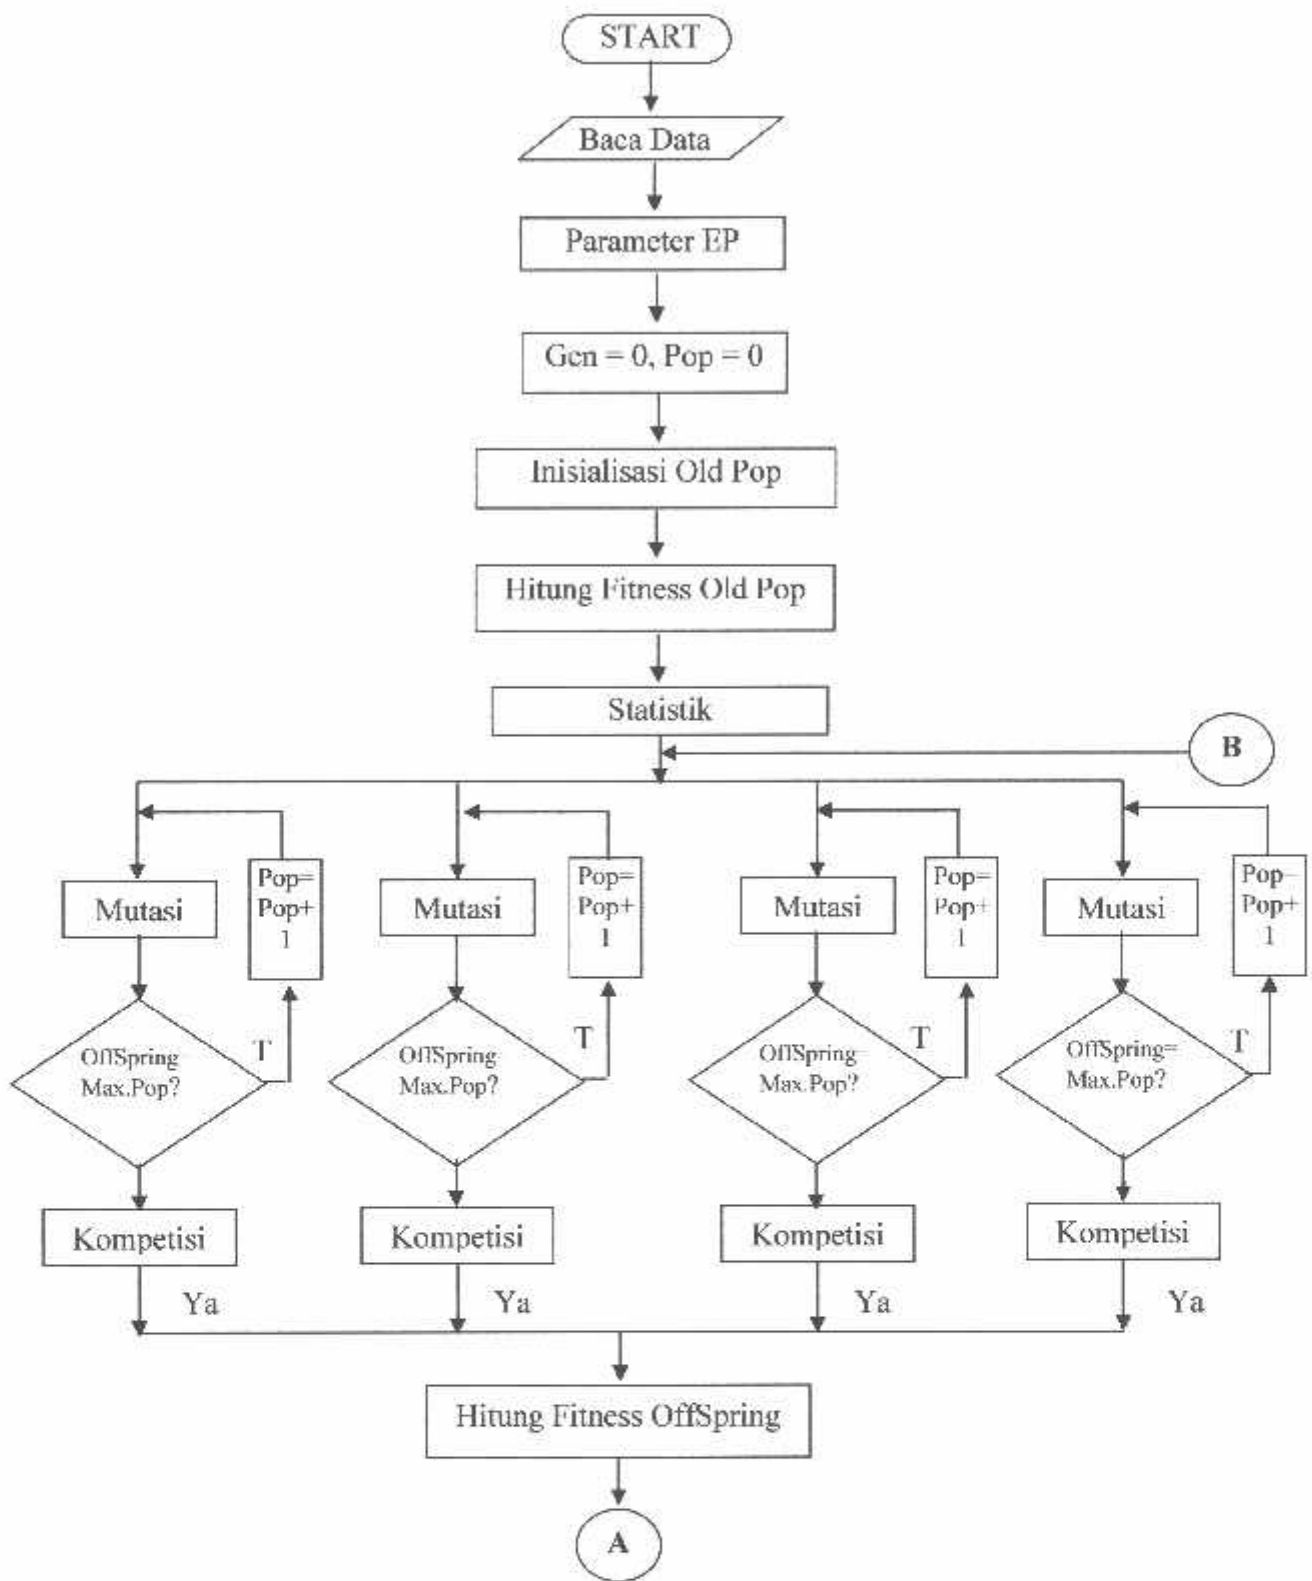 START
Baca Data
Parameter EP
Gen = 0, Pop = 0
Inisialisasi Old Pop
Hitung Fitness Old Pop
Statistik
B
Mutasi
Pop=
Pop+
1
Mutasi
Pop=
Pop+
1
Mutasi
Pop=
Pop+
1
Mutasi
Pop=
Pop+
1
OffSpring
Max.Pop?
T
OffSpring
Max.Pop?
T
OffSpring
Max.Pop?
T
OffSpring=
Max.Pop?
T
Kompetisi
Kompetisi
Kompetisi
Kompetisi
Ya
Ya
Ya
Ya
Hitung Fitness OffSpring
A